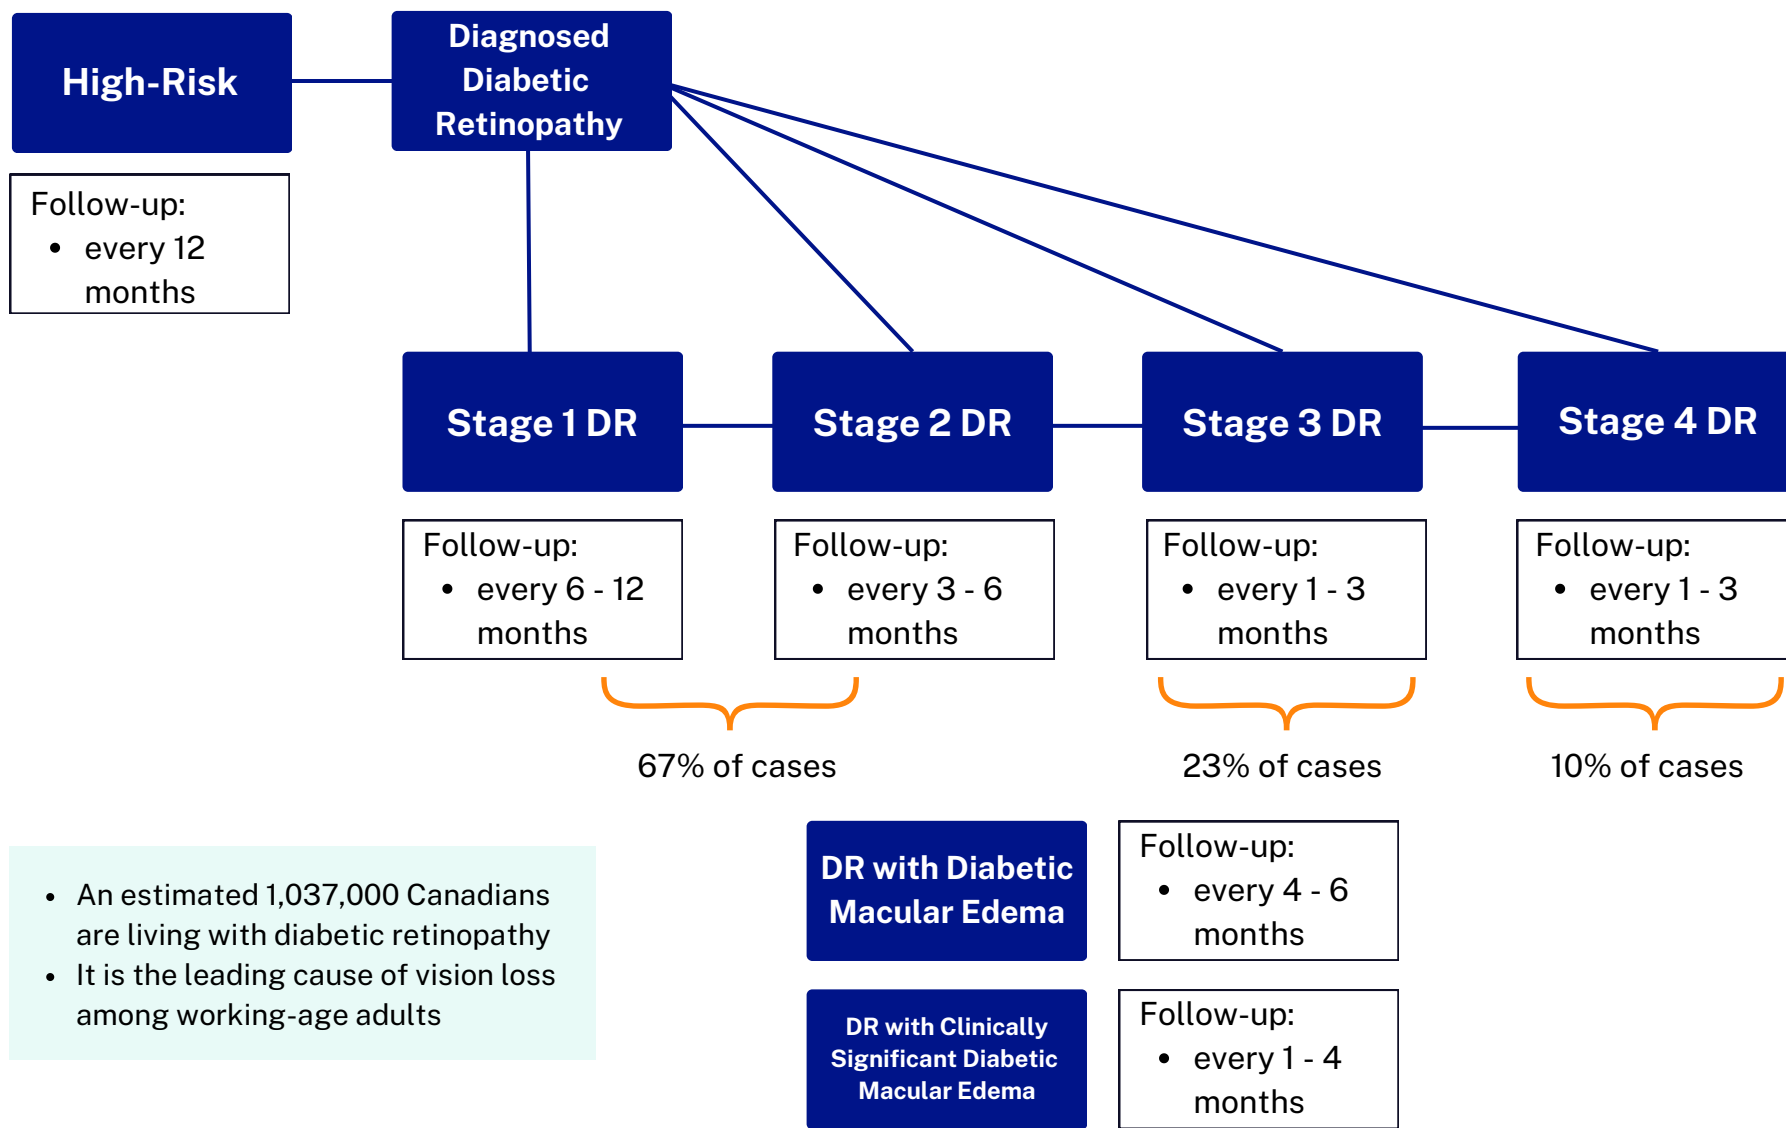 High-Risk
Diagnosed
Diabetic
Retinopathy
Follow-up:
• every 12
months
Stage 1 DR
Stage 2 DR
Stage 3 DR
Stage 4 DR
Follow-up:
• every 6 - 12
months
Follow-up:
• every 3 - 6
months
Follow-up:
• every 1 - 3
months
Follow-up:
• every 1 - 3
months
67% of cases
23% of cases
10% of cases
DR with Diabetic
Macular Edema
Follow-up:
• every 4 - 6
months
• An estimated 1,037,000 Canadians
are living with diabetic retinopathy
• It is the leading cause of vision loss
among working-age adults
DR with Clinically
Significant Diabetic
Macular Edema
Follow-up:
• every 1 - 4
months